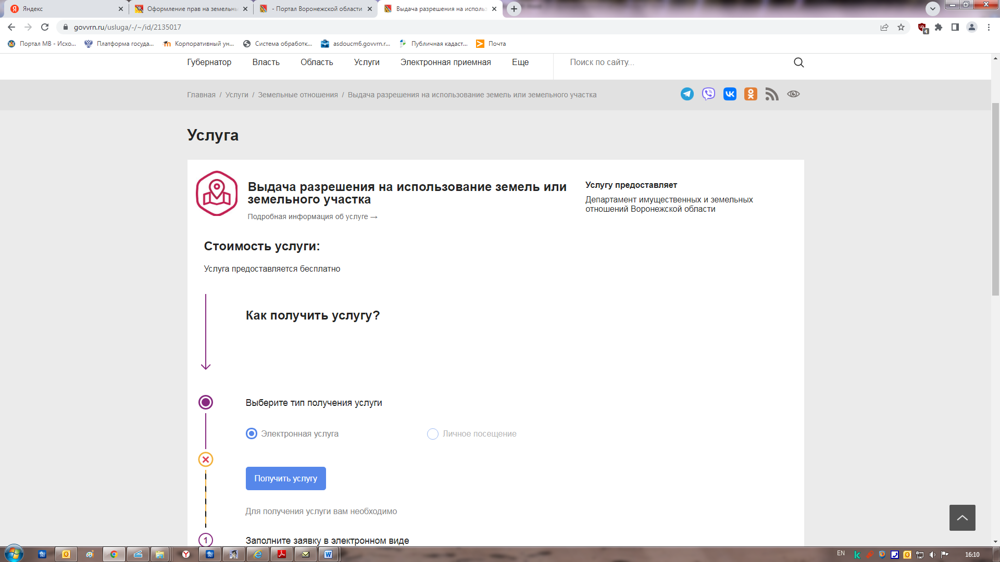 Яндекс
Оформление прав на земельнь
- Портал Воронежской области
Выдача разрешения на использ
govvrn.ru/usluga/-/~/id/2135017
4
Портал МВ - Исхо...
Платформа госуда...
Корпоративный ун...
Система обработк...
asdoucm6.govvrn.r...
Публичная кадаст...
Почта
Губернатор
Власть
Область
Услуги
Электронная приемная
Еще
Поиск по сайту...
Главная / Услуги / Земельные отношения / Выдача разрешения на использование земель или земельного участка
Услуга
Выдача разрешения на использование земель или
земельного участка
Подробная информация об услуге →
Услугу предоставляет
Департамент имущественных и земельных
отношений Воронежской области
Стоимость услуги:
Услуга предоставляется бесплатно
Как получить услугу?
Выберите тип получения услуги
Электронная услуга
Личное посещение
Получить услугу
Для получения услуги вам необходимо
1
Заполните заявку в электронном виде
EN
16:10